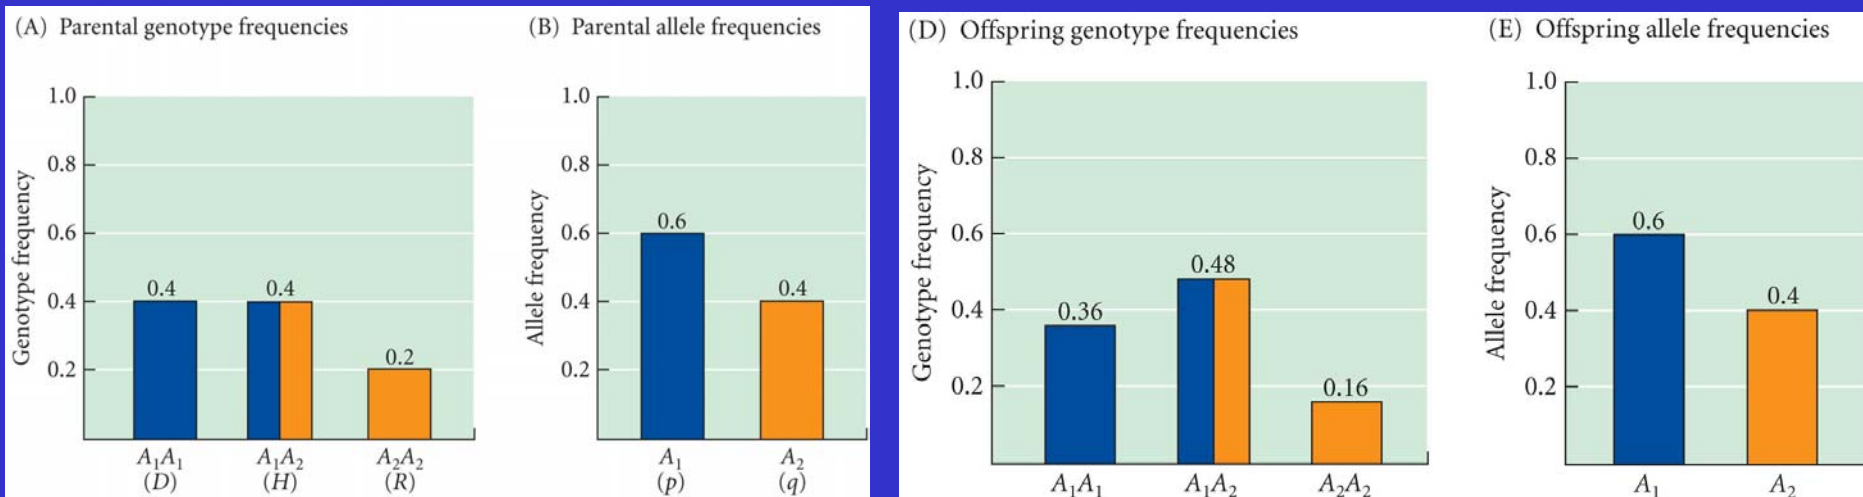 (A) Parental genotype frequencies
Genotype frequency
1.0
0.8
0.6
0.4
0.2
0.4
0.4
0.2
A₁A₁
(D)
A₁A₂
(H)
A₂A₂
(R)
(B) Parental allele frequencies
Allele frequency
1.0
0.8
0.6
0.4
0.2
0.6
0.4
A₁
(p)
A₂
(q)
(D) Offspring genotype frequencies
Genotype frequency
1.0
0.8
0.6
0.4
0.2
0.36
0.48
0.16
A₁A₁
A₁A₂
A₂A₂
(E) Offspring allele frequencies
Allele frequency
1.0
0.8
0.6
0.4
0.2
0.6
0.4
A₁
A₂